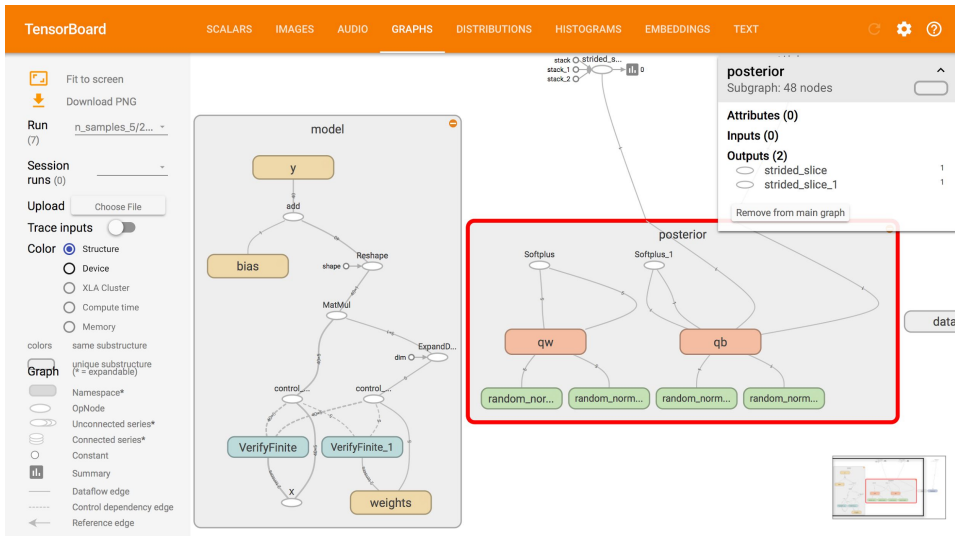 TensorBoard
SCALARS IMAGES AUDIO GRAPHS DISTRIBUTIONS HISTOGRAMS EMBEDDINGS TEXT
Fit to screen
Download PNG
Run n_samples_5/2...
(7)
Session
runs (0)
Upload Choose File
Trace inputs
Color Structure
Device
XLA Cluster
Compute time
Memory
colors same substructure
unique substructure
Graph (* = expandable)
Namespace*
OpNode
Unconnected series*
Connected series*
Constant
Summary
Dataflow edge
Control dependency edge
Reference edge
model
y
add
bias
shape
Reshape
MatMul
ExpandD...
dim
control_...
control_...
VerifyFinite
VerifyFinite_1
x
weights
stack
strided_s...
stack_1
0
stack_2
posterior
Softplus
Softplus_1
qw
qb
random_nor...
random_norm...
random_norm...
random_norm...
data
posterior
Subgraph: 48 nodes
Attributes (0)
Inputs (0)
Outputs (2)
strided_slice 1
strided_slice_1 1
Remove from main graph